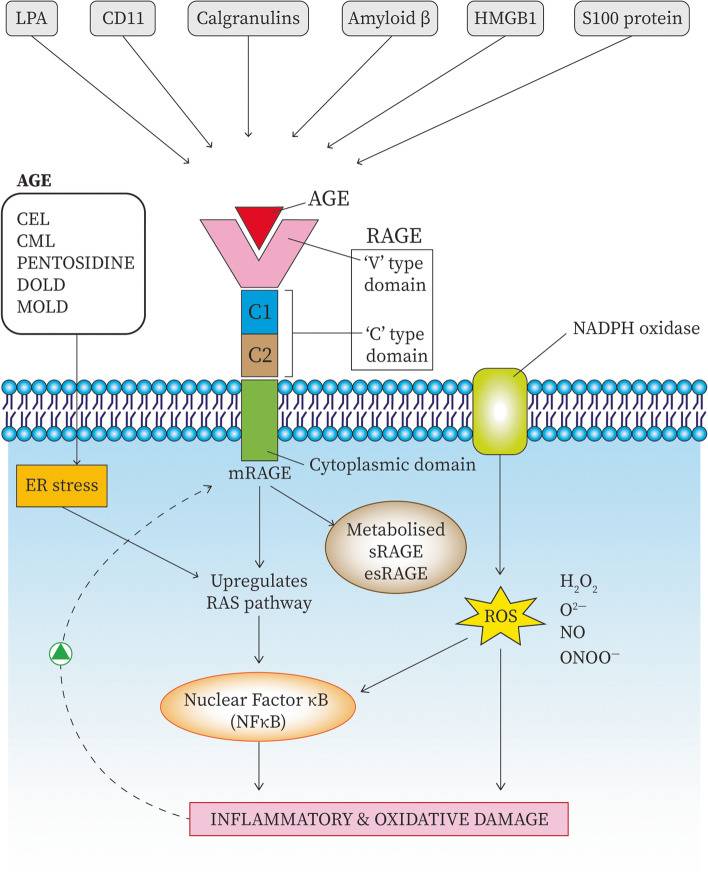 LPA
CD11
Calgranulins
Amyloid β
HMGB1
S100 protein
AGE
CEL
CML
PENTOSIDINE
DOLD
MOLD
AGE
RAGE
‘V’ type
domain
‘C’ type
domain
C1
C2
NADPH oxidase
Cytoplasmic domain
mRAGE
ER stress
Metabolised
sRAGE
esRAGE
Upregulates
RAS pathway
ROS
H₂O₂
O²⁻
NO
ONOO⁻
Nuclear Factor κB
(NFκB)
INFLAMMATORY & OXIDATIVE DAMAGE